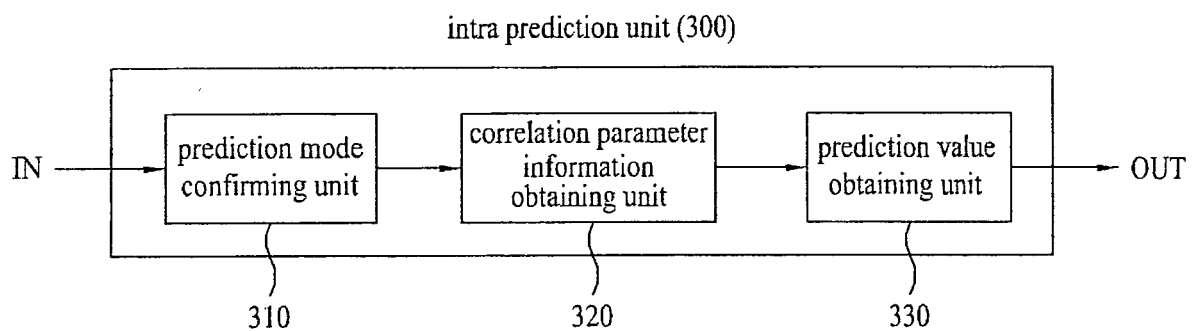 intra prediction unit (300)
IN
prediction mode
confirming unit
correlation parameter
information
obtaining unit
prediction value
obtaining unit
OUT
310
320
330